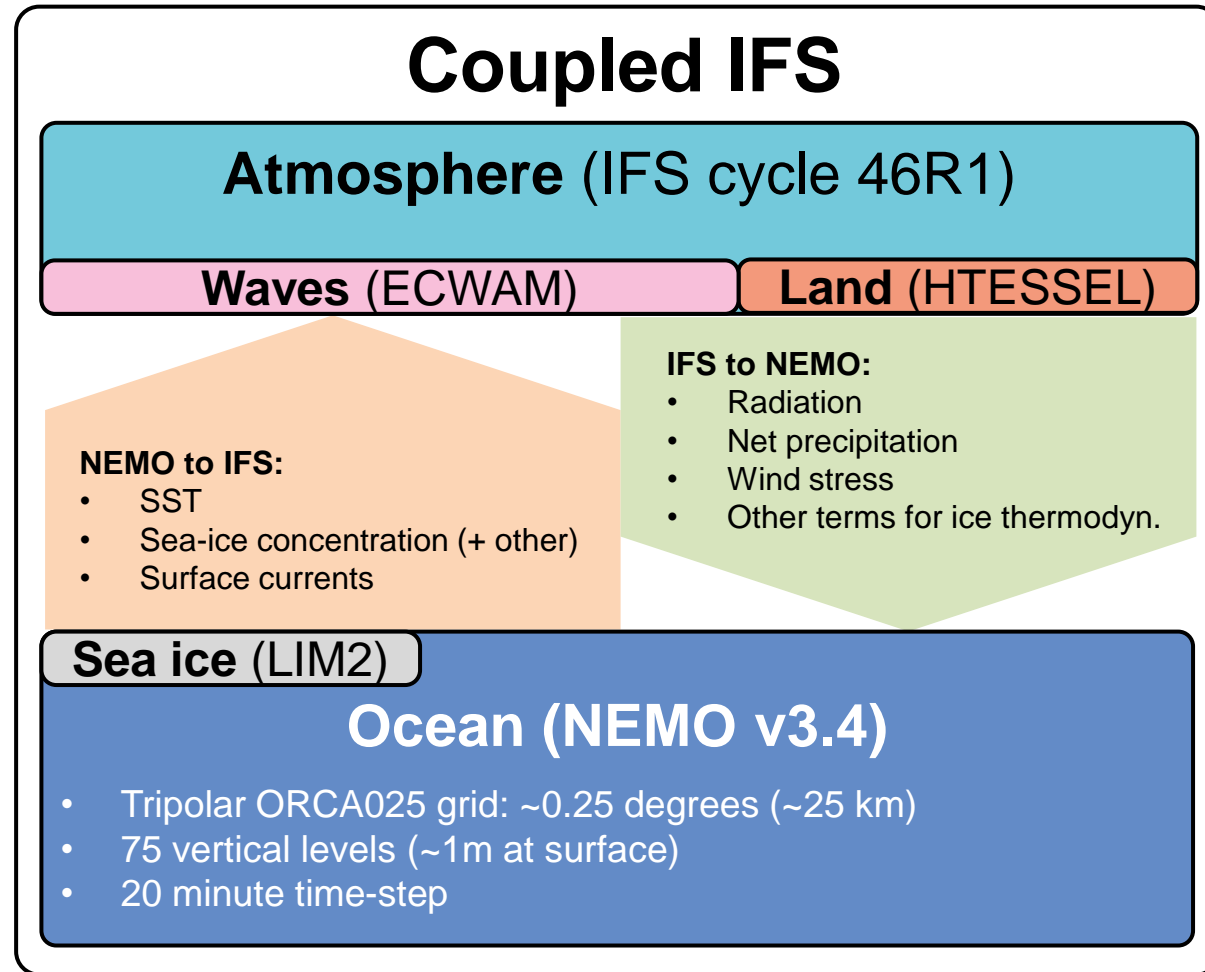 Coupled IFS
Atmosphere (IFS cycle 46R1)
Waves (ECWAM)
Land (HTESSEL)
IFS to NEMO:
• Radiation
• Net precipitation
• Wind stress
• Other terms for ice thermodyn.
NEMO to IFS:
• SST
• Sea-ice concentration (+ other)
• Surface currents
Sea ice (LIM2)
Ocean (NEMO v3.4)
• Tripolar ORCA025 grid: ~0.25 degrees (~25 km)
• 75 vertical levels (~1m at surface)
• 20 minute time-step